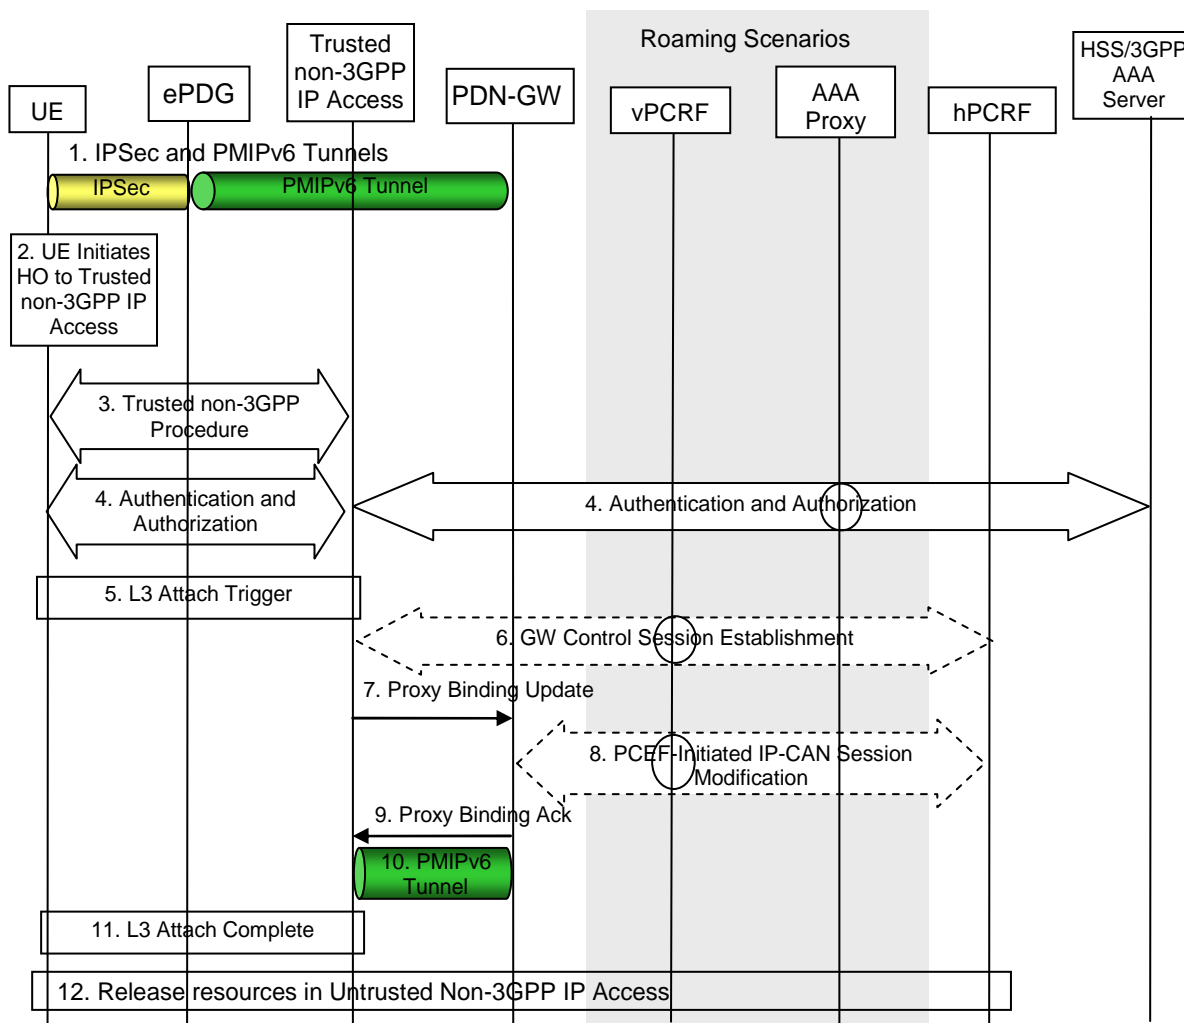 Roaming Scenarios
UE
ePDG
Trusted
non-3GPP
IP Access
PDN-GW
vPCRF
AAA
Proxy
hPCRF
HSS/3GPP
AAA
Server
1. IPSec and PMIPv6 Tunnels
IPSec
PMIPv6 Tunnel
2. UE Initiates
HO to Trusted
non-3GPP IP
Access
3. Trusted non-3GPP
Procedure
4. Authentication and
Authorization
4. Authentication and Authorization
5. L3 Attach Trigger
6. GW Control Session Establishment
7. Proxy Binding Update
8. PCEF-Initiated IP-CAN Session
Modification
9. Proxy Binding Ack
10. PMIPv6
Tunnel
11. L3 Attach Complete
12. Release resources in Untrusted Non-3GPP IP Access